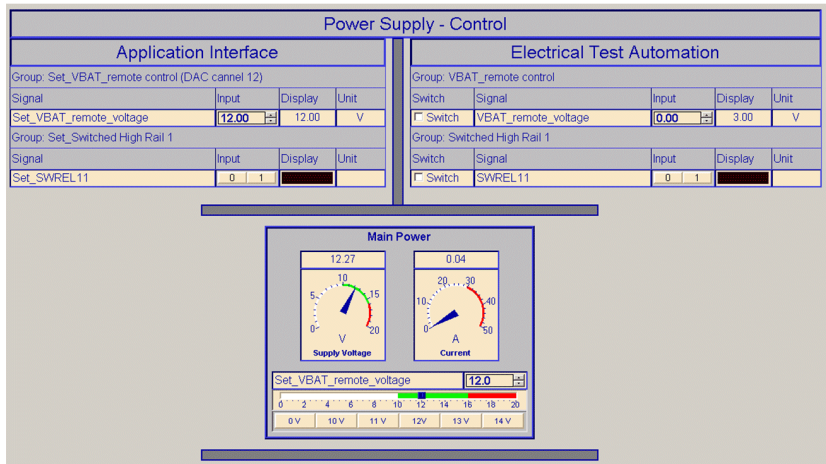 Power Supply - Control
Application Interface
Group: Set_VBAT_remote control (DAC cannel 12)
Signal Input Display Unit
Set_VBAT_remote_voltage 12.00 12.00 V
Group: Set_Switched High Rail 1
Signal Input Display Unit
Set_SWREL11 0 1
Electrical Test Automation
Group: VBAT_remote control
Switch Signal Input Display Unit
Switch VBAT_remote_voltage 0.00 3.00 V
Group: Switched High Rail 1
Switch Signal Input Display Unit
Switch SWREL11 0 1
Main Power
12.27
0 5 10 15 20
V
Supply Voltage
0.04
0 10 20 30 40 50
A
Current
Set_VBAT_remote_voltage 12.0
0 2 4 6 8 10 12 14 16 18 20
0 V 10 V 11 V 12V 13 V 14 V